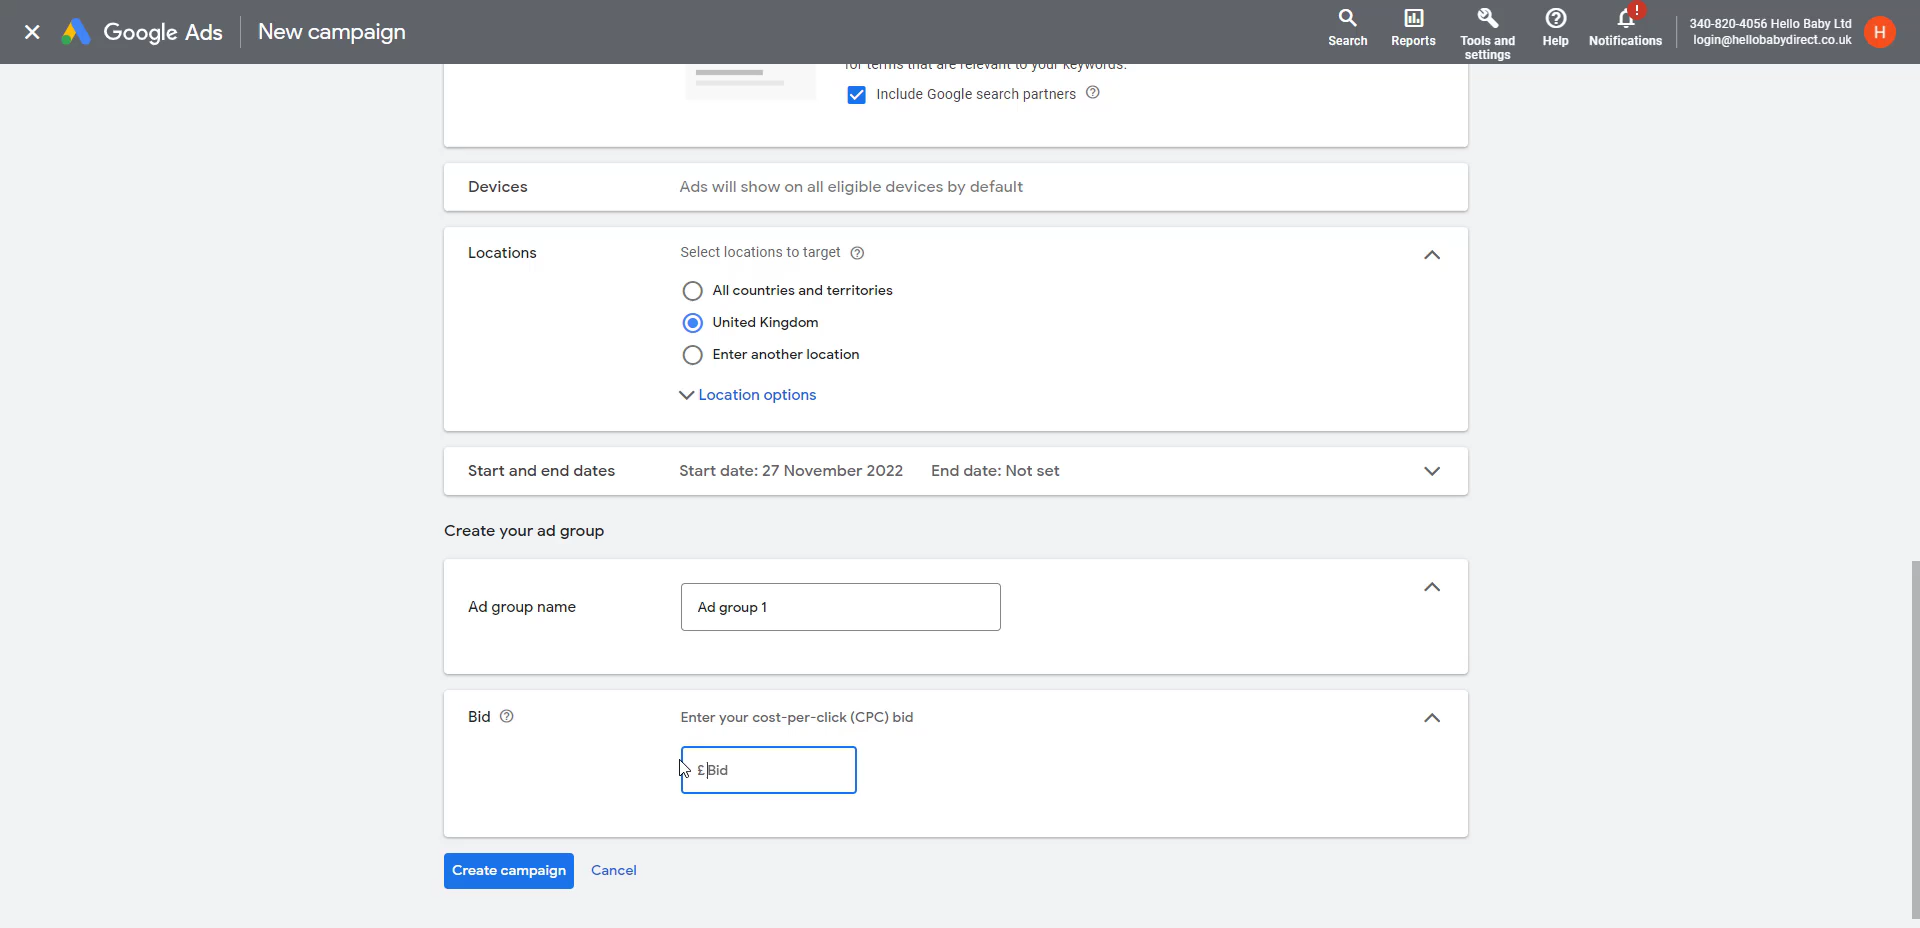 Google Ads New campaign
Search
Reports
Tools and
settings
Help
!
Notifications
340-820-4056 Hello Baby Ltd
login@hellobabydirect.co.uk
H
for terms that are relevant to your keywords.
Include Google search partners
Devices
Ads will show on all eligible devices by default
Locations
Select locations to target
All countries and territories
United Kingdom
Enter another location
Location options
Start and end dates
Start date: 27 November 2022 End date: Not set
Create your ad group
Ad group name
Ad group 1
Bid
Enter your cost-per-click (CPC) bid
£ Bid
Create campaign
Cancel